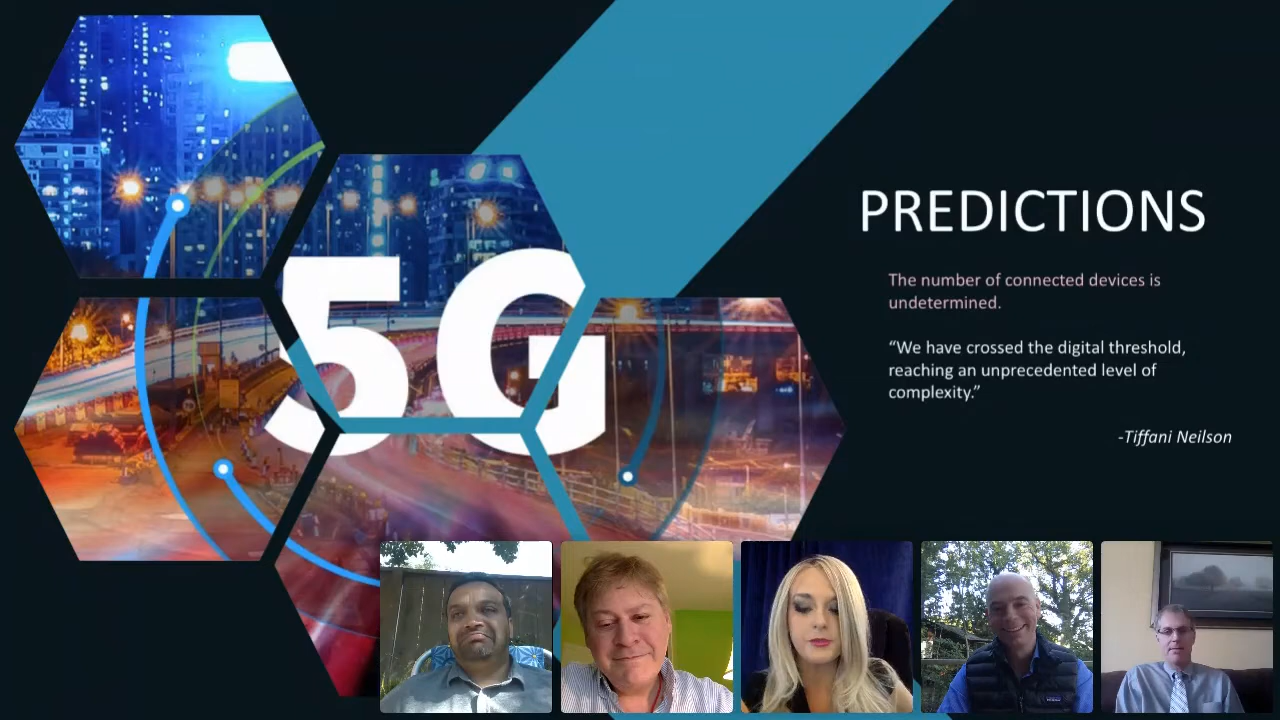 5G
PREDICTIONS
The number of connected devices is
undetermined.
“We have crossed the digital threshold,
reaching an unprecedented level of
complexity.”
-Tiffani Neilson